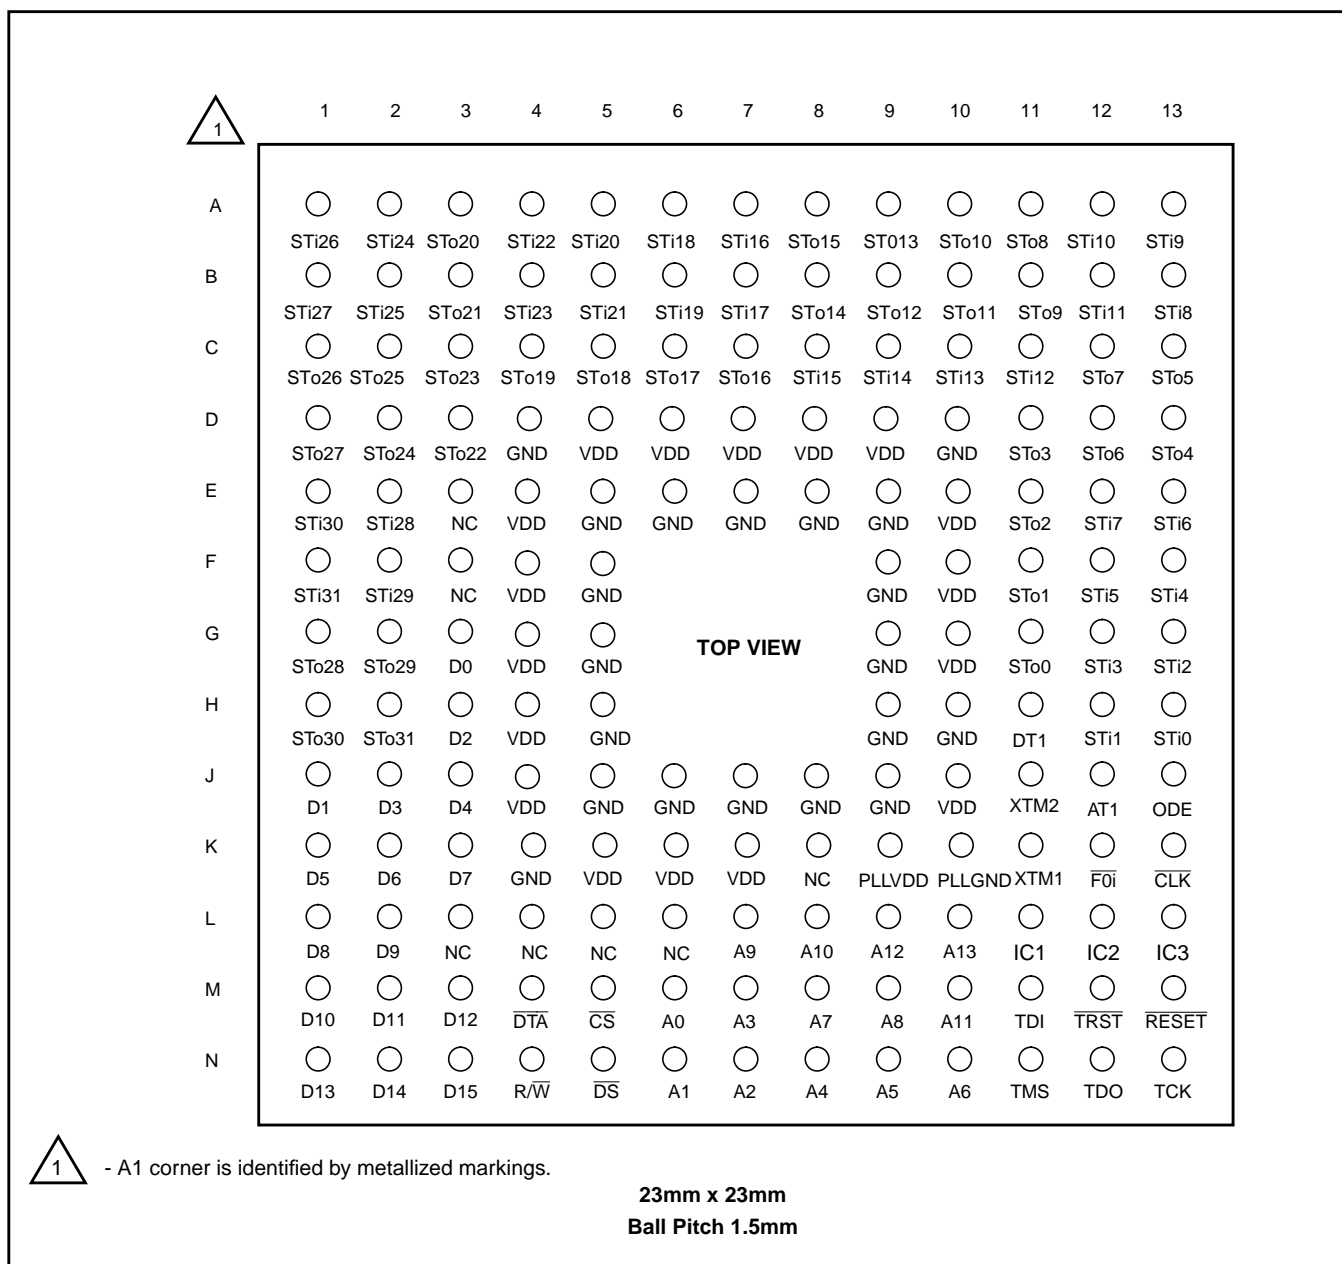 1 1 2 3 4 5 6 7 8 9 10 11 12 13
A
STi26 STi24 STo20 STi22 STi20 STi18 STi16 STo15 ST013 STo10 STo8 STi10 STi9
B
STi27 STi25 STo21 STi23 STi21 STi19 STi17 STo14 STo12 STo11 STo9 STi11 STi8
C
STo26 STo25 STo23 STo19 STo18 STo17 STo16 STi15 STi14 STi13 STi12 STo7 STo5
D
STo27 STo24 STo22 GND VDD VDD VDD VDD VDD GND STo3 STo6 STo4
E
STi30 STi28 NC VDD GND GND GND GND GND VDD STo2 STi7 STi6
F
STi31 STi29 NC VDD GND GND VDD STo1 STi5 STi4
G
TOP VIEW
STo28 STo29 D0 VDD GND GND VDD STo0 STi3 STi2
H
STo30 STo31 D2 VDD GND GND GND DT1 STi1 STi0
J
D1 D3 D4 VDD GND GND GND GND GND VDD XTM2 AT1 ODE
K
D5 D6 D7 GND VDD VDD VDD NC PLLVDD PLLGND XTM1 F0i CLK
L
D8 D9 NC NC NC NC A9 A10 A12 A13 IC1 IC2 IC3
M
D10 D11 D12 DTA CS A0 A3 A7 A8 A11 TDI TRST RESET
N
D13 D14 D15 R/W DS A1 A2 A4 A5 A6 TMS TDO TCK
1 - A1 corner is identified by metallized markings.
23mm x 23mm
Ball Pitch 1.5mm